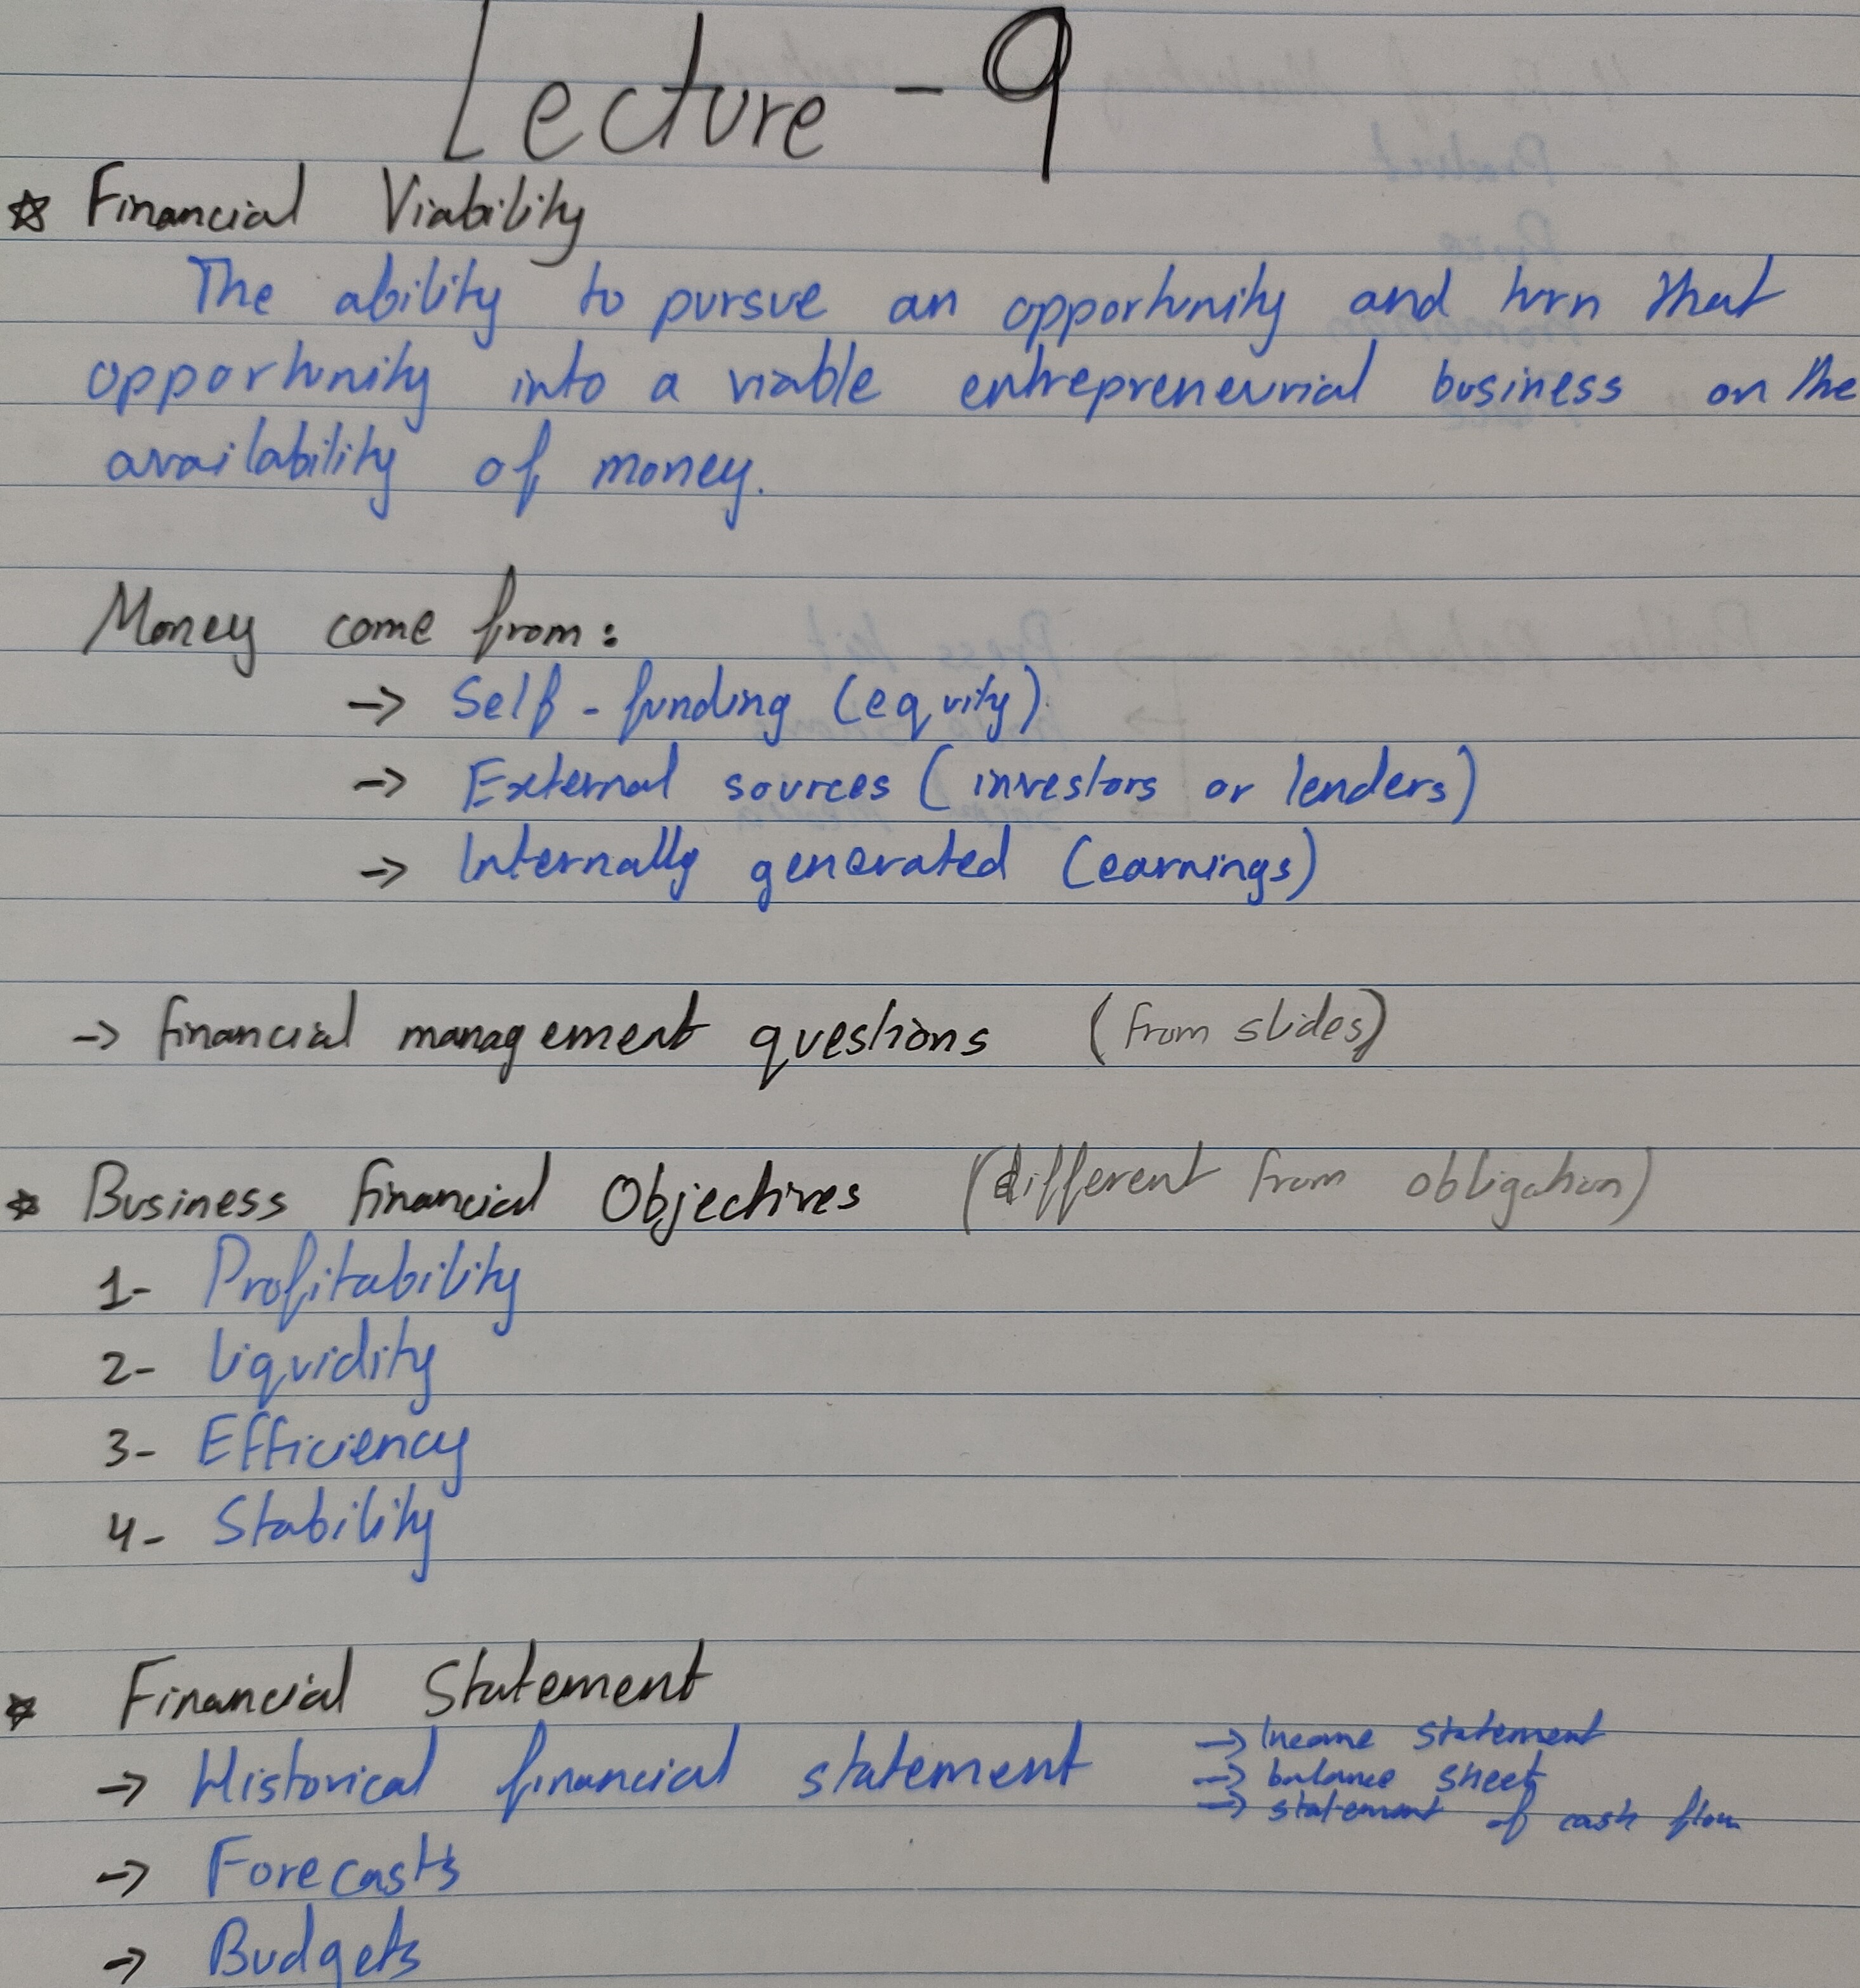 Lecture - 9
☆ Financial Viability
The ability to pursue an opportunity and turn that
opportunity into a viable entrepreneurial business on the
availability of money.
Money come from:
-> Self-funding (equity)
-> External sources (investors or lenders)
-> Internally generated (earnings)
-> financial management questions (from slides)
☆ Business financial Objectives (different from obligation)
1- Profitability
2- liquidity
3- Efficiency
4- Stability
☆ Financial Statement
-> Historical financial statement -> Income statement
-> balance sheet
-> statement of cash flow
-> Forecasts
-> Budgets